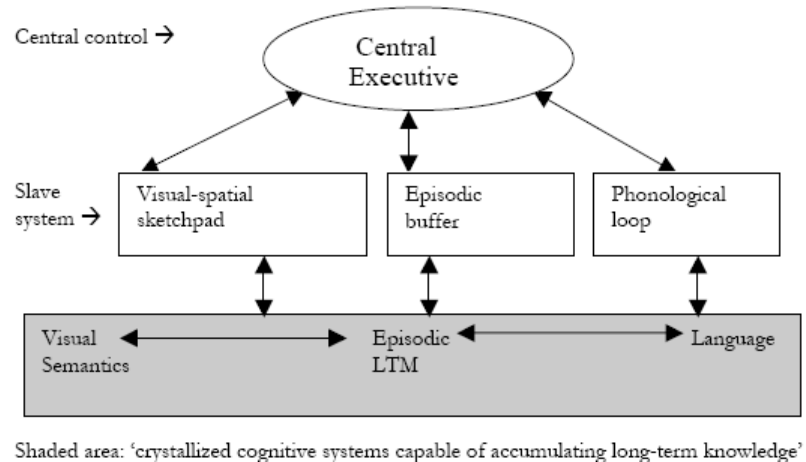 Central control →
Central
Executive
Slave
system →
Visual-spatial
sketchpad
Episodic
buffer
Phonological
loop
Visual
Semantics
Episodic
LTM
Language
Shaded area: ‘crystallized cognitive systems capable of accumulating long-term knowledge’